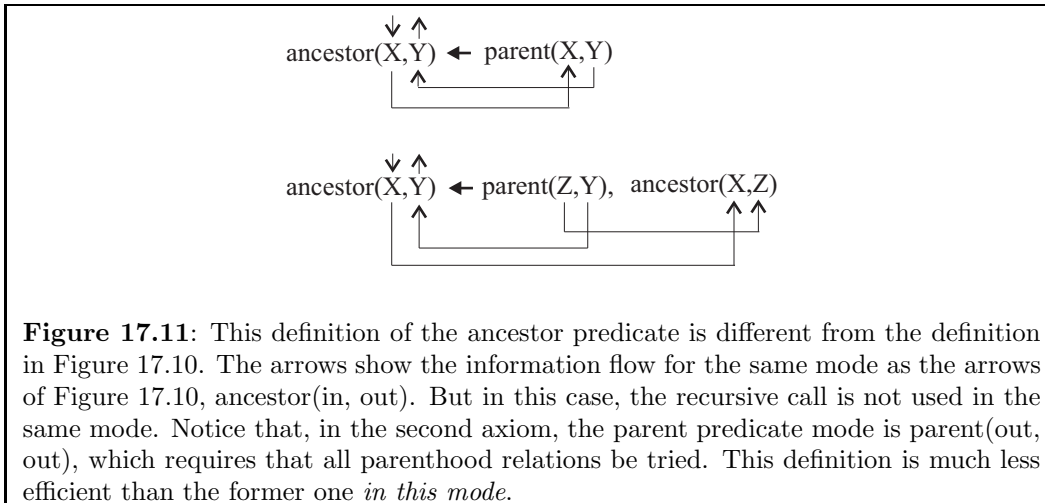 ancestor(X,Y) ← parent(X,Y)
ancestor(X,Y) ← parent(Z,Y), ancestor(X,Z)
Figure 17.11: This definition of the ancestor predicate is different from the definition
in Figure 17.10. The arrows show the information flow for the same mode as the arrows
of Figure 17.10, ancestor(in, out). But in this case, the recursive call is not used in the
same mode. Notice that, in the second axiom, the parent predicate mode is parent(out,
out), which requires that all parenthood relations be tried. This definition is much less
efficient than the former one in this mode.